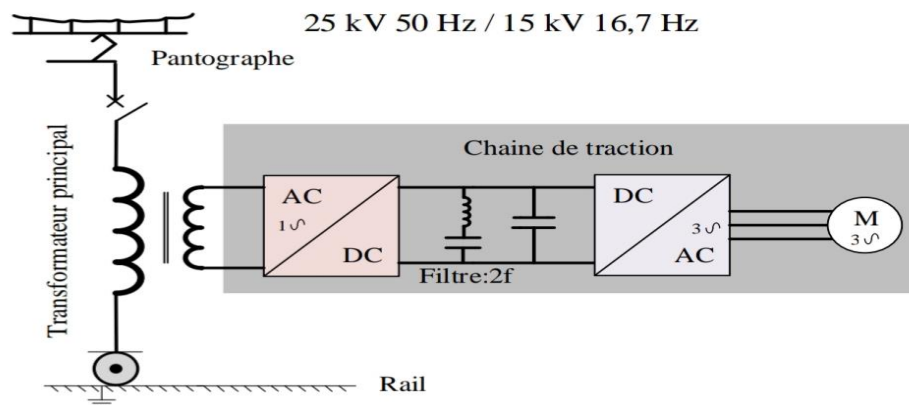 25 kV 50 Hz / 15 kV 16,7 Hz
Pantographe
Transformateur principal
Chaine de traction
AC
1∿
DC
DC
3∿
AC
M
3∿
Filtre:2f
Rail